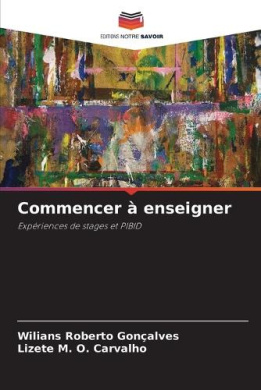 EDITIONS NOTRE SAVOIR
Commencer à enseigner
Expériences de stages et PIBID
Wilians Roberto Gonçalves
Lizete M. O. Carvalho